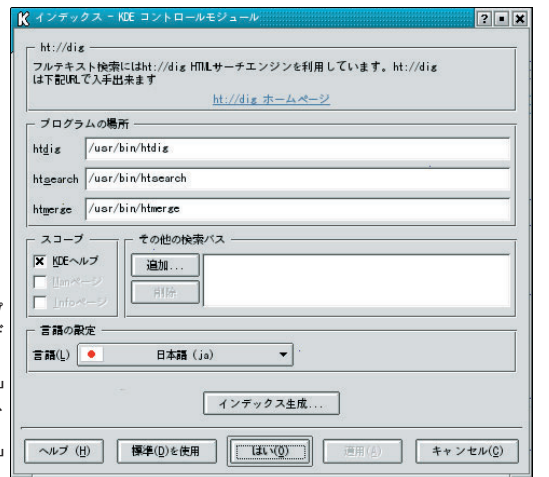 インデックス - KDE コントロールモジュール
ht://dig
フルテキスト検索にはht://dig HTMLサーチエンジンを利用しています。ht://dig
は下記URLで入手出来ます
ht://dig ホームページ
プログラムの場所
htdig /usr/bin/htdig
htsearch /usr/bin/htsearch
htmerge /usr/bin/htmerge
スコープ
KDEヘルプ
Manページ
Infoページ
その他の検索パス
追加...
削除
言語の設定
言語(L) 日本語 (ja)
インデックス生成...
ヘルプ (H) 標準(D)を使用 はい(O) 適用(A) キャンセル(C)